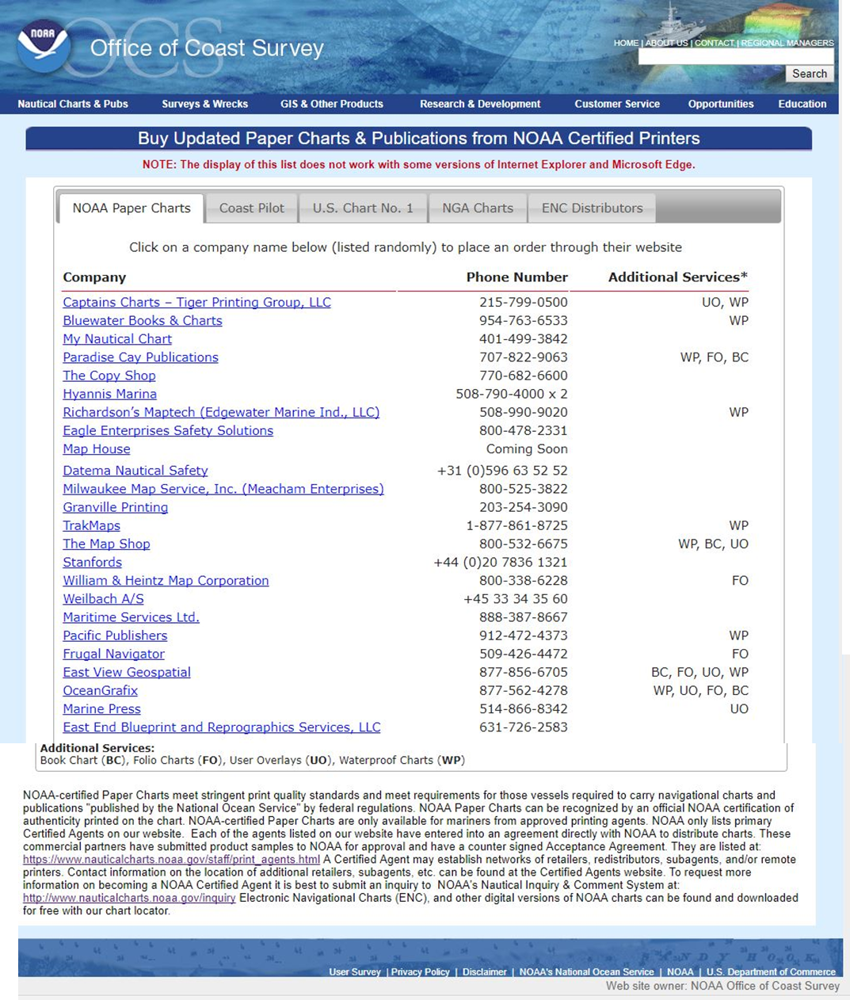 NOAA
OCS
Office of Coast Survey
HOME | ABOUT US | CONTACT | REGIONAL MANAGERS
Search
Nautical Charts & Pubs Surveys & Wrecks GIS & Other Products Research & Development Customer Service Opportunities Education
Buy Updated Paper Charts & Publications from NOAA Certified Printers
NOTE: The display of this list does not work with some versions of Internet Explorer and Microsoft Edge.
NOAA Paper Charts Coast Pilot U.S. Chart No. 1 NGA Charts ENC Distributors
Click on a company name below (listed randomly) to place an order through their website
Company Phone Number Additional Services*
Captains Charts – Tiger Printing Group, LLC 215-799-0500 UO, WP
Bluewater Books & Charts 954-763-6533 WP
My Nautical Chart 401-499-3842
Paradise Cay Publications 707-822-9063 WP, FO, BC
The Copy Shop 770-682-6600
Hyannis Marina 508-790-4000 x 2
Richardson's Maptech (Edgewater Marine Ind., LLC) 508-990-9020 WP
Eagle Enterprises Safety Solutions 800-478-2331
Map House Coming Soon
Datema Nautical Safety +31 (0)596 63 52 52
Milwaukee Map Service, Inc. (Meacham Enterprises) 800-525-3822
Granville Printing 203-254-3090
TrakMaps 1-877-861-8725 WP
The Map Shop 800-532-6675 WP, BC, UO
Stanfords +44 (0)20 7836 1321
William & Heintz Map Corporation 800-338-6228 FO
Weilbach A/S +45 33 34 35 60
Maritime Services Ltd. 888-387-8667
Pacific Publishers 912-472-4373 WP
Frugal Navigator 509-426-4472 FO
East View Geospatial 877-856-6705 BC, FO, UO, WP
OceanGrafix 877-562-4278 WP, UO, FO, BC
Marine Press 514-866-8342 UO
East End Blueprint and Reprographics Services, LLC 631-726-2583
Additional Services:
Book Chart (BC), Folio Charts (FO), User Overlays (UO), Waterproof Charts (WP)
NOAA-certified Paper Charts meet stringent print quality standards and meet requirements for those vessels required to carry navigational charts and
publications "published by the National Ocean Service" by federal regulations. NOAA Paper Charts can be recognized by an official NOAA certification of
authenticity printed on the chart. NOAA-certified Paper Charts are only available for mariners from approved printing agents. NOAA only lists primary
Certified Agents on our website. Each of the agents listed on our website have entered into an agreement directly with NOAA to distribute charts. These
commercial partners have submitted product samples to NOAA for approval and have a counter signed Acceptance Agreement. They are listed at:
https://www.nauticalcharts.noaa.gov/staff/print_agents.html A Certified Agent may establish networks of retailers, redistributors, subagents, and/or remote
printers. Contact information on the location of additional retailers, subagents, etc. can be found at the Certified Agents website. To request more
information on becoming a NOAA Certified Agent it is best to submit an inquiry to NOAA's Nautical Inquiry & Comment System at:
http://www.nauticalcharts.noaa.gov/inquiry Electronic Navigational Charts (ENC), and other digital versions of NOAA charts can be found and downloaded
for free with our chart locator.
User Survey | Privacy Policy | Disclaimer | NOAA's National Ocean Service | NOAA | U.S. Department of Commerce
Web site owner: NOAA Office of Coast Survey